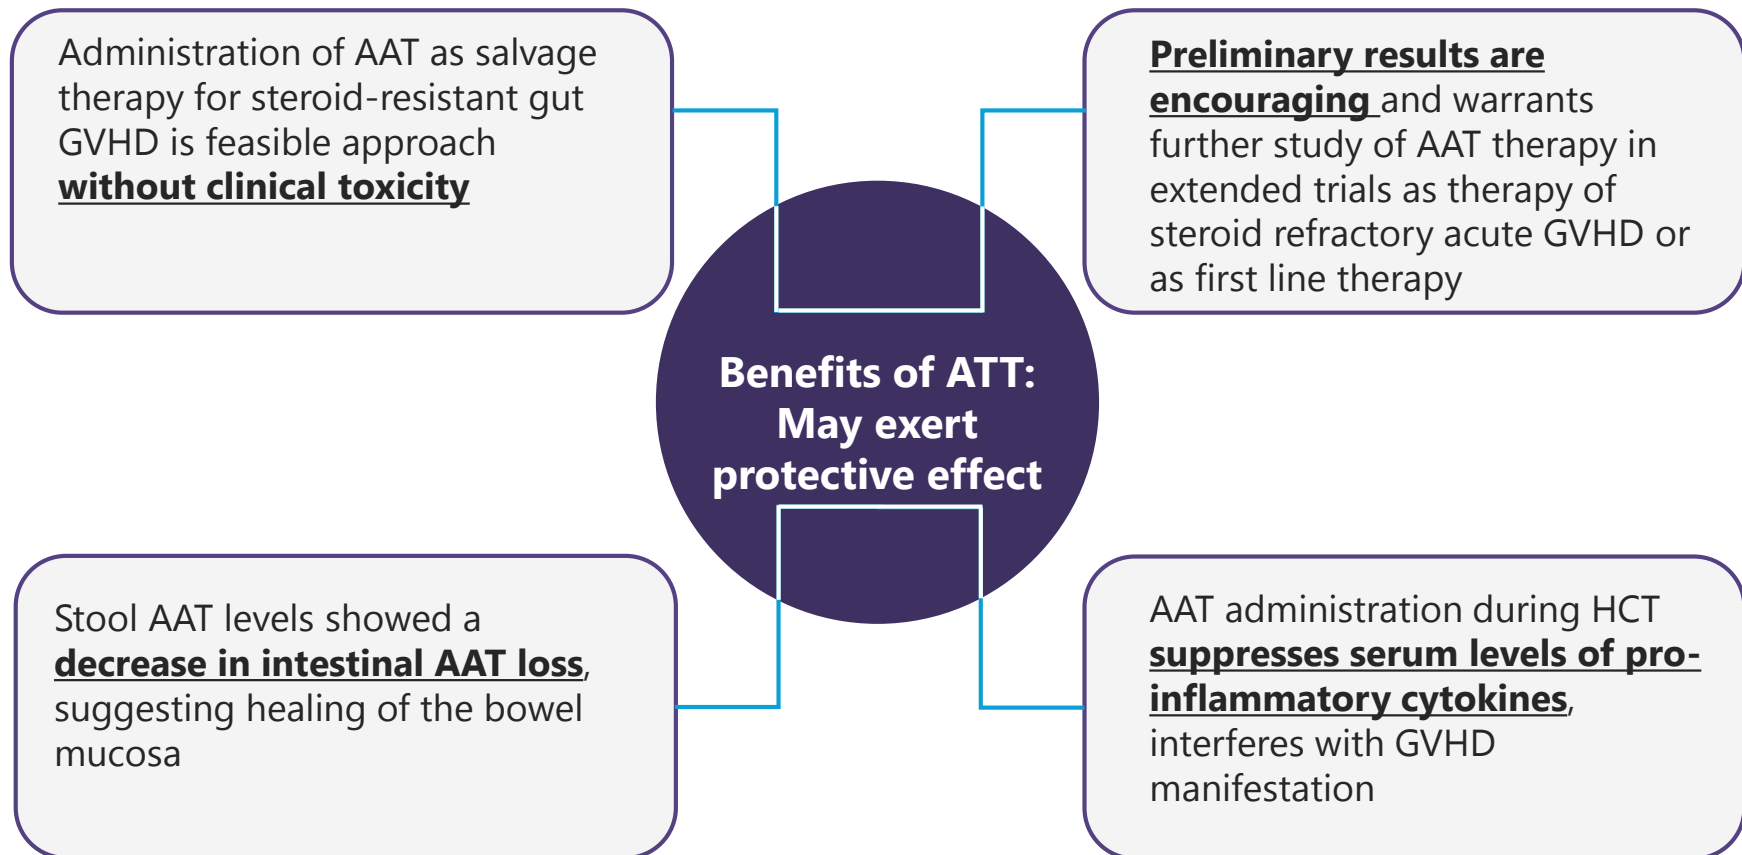 Administration of AAT as salvage
therapy for steroid-resistant gut
GVHD is feasible approach
without clinical toxicity
Preliminary results are
encouraging and warrants
further study of AAT therapy in
extended trials as therapy of
steroid refractory acute GVHD or
as first line therapy
Benefits of ATT:
May exert
protective effect
Stool AAT levels showed a
decrease in intestinal AAT loss,
suggesting healing of the bowel
mucosa
AAT administration during HCT
suppresses serum levels of pro-
inflammatory cytokines,
interferes with GVHD
manifestation